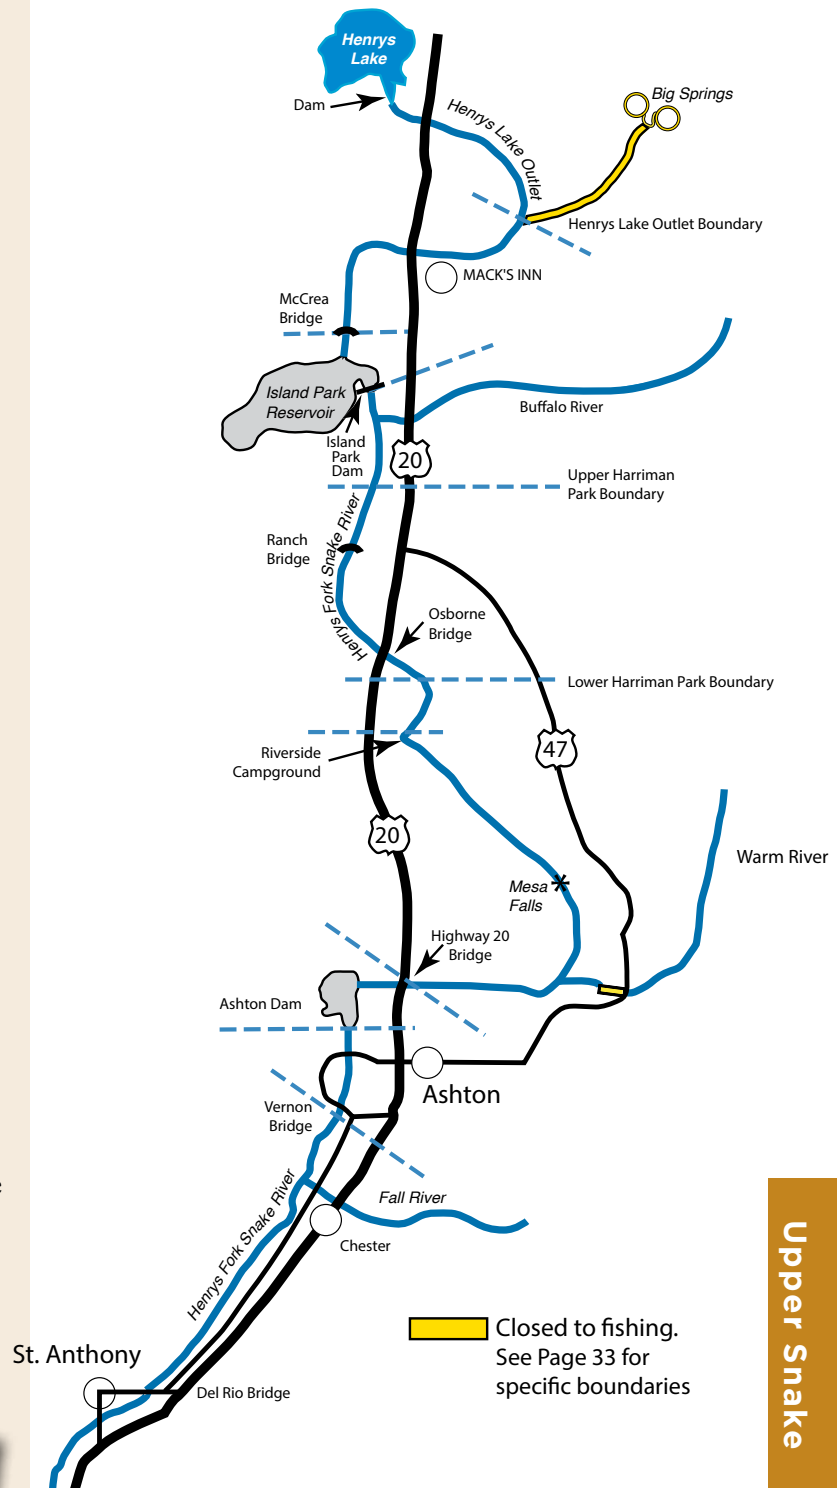 Henrys
Lake
Dam
Henrys Lake Outlet
Big Springs
Henrys Lake Outlet Boundary
MACK'S INN
McCrea
Bridge
Island Park
Reservoir
Buffalo River
Island
Park
Dam
20
Upper Harriman
Park Boundary
Henrys Fork Snake River
Ranch
Bridge
Osborne
Bridge
Lower Harriman Park Boundary
Riverside
Campground
47
20
Warm River
Mesa
Falls
Highway 20
Bridge
Ashton Dam
Ashton
Vernon
Bridge
Fall River
Henrys Fork Snake River
Chester
Closed to fishing.
See Page 33 for
specific boundaries
St. Anthony
Del Rio Bridge
Upper Snake